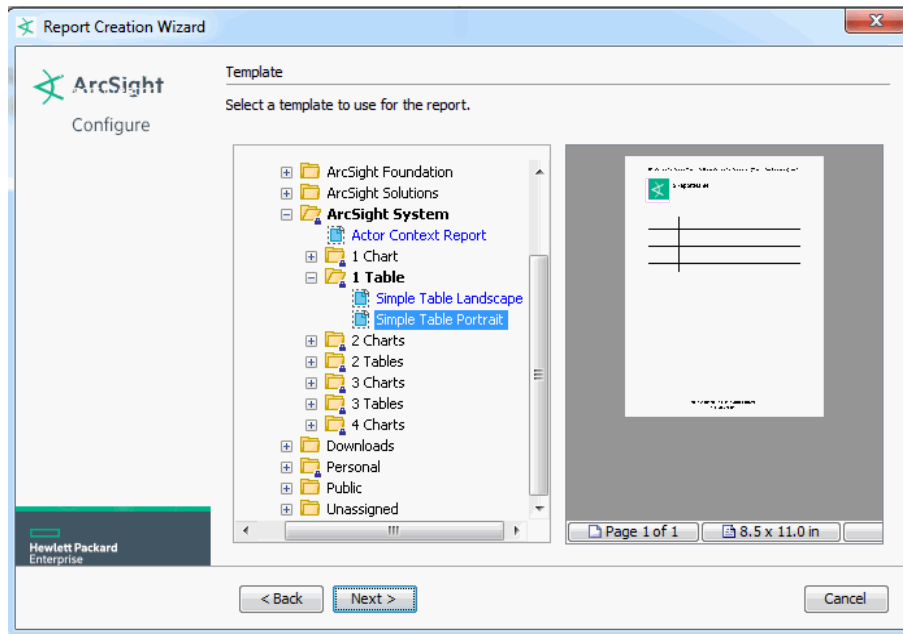 Report Creation Wizard
ArcSight
Configure
Template
Select a template to use for the report.
ArcSight Foundation
ArcSight Solutions
ArcSight System
Actor Context Report
1 Chart
1 Table
Simple Table Landscape
Simple Table Portrait
2 Charts
2 Tables
3 Charts
3 Tables
4 Charts
Downloads
Personal
Public
Unassigned
Page 1 of 1
8.5 x 11.0 in
Hewlett Packard
Enterprise
< Back
Next >
Cancel